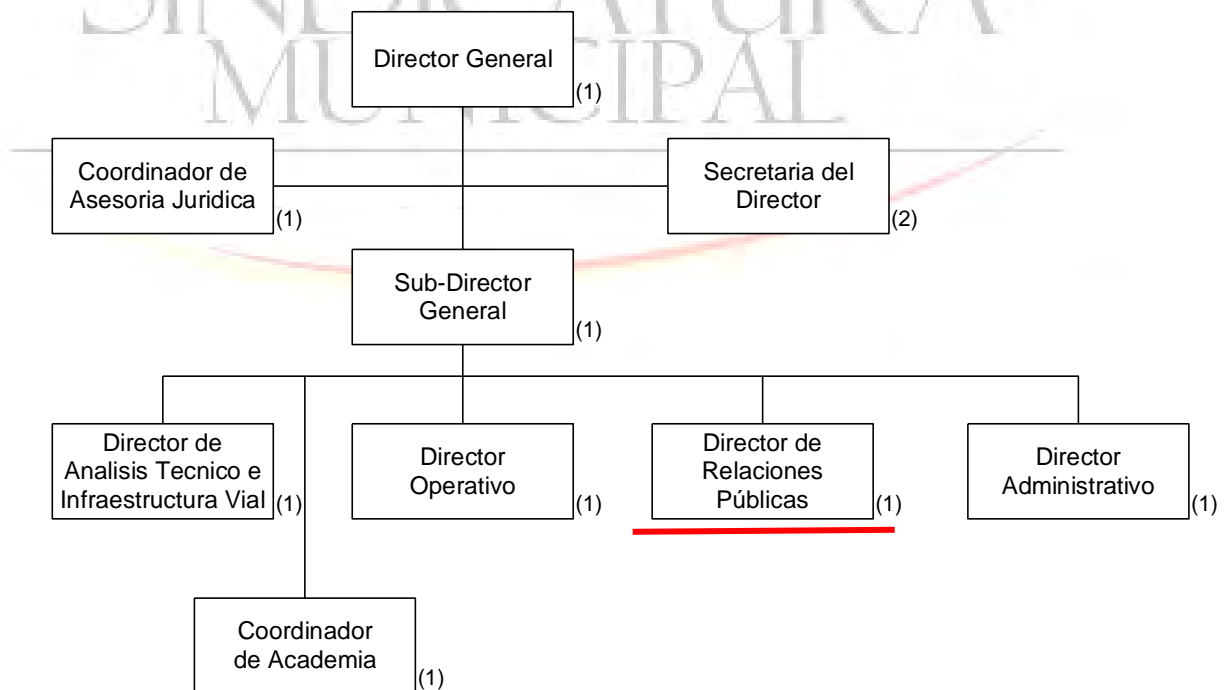 SINDICATURA
MUNICIPAL
Director General
(1)
Coordinador de
Asesoria Juridica
(1)
Secretaria del
Director
(2)
Sub-Director
General
(1)
Director de
Analisis Tecnico e
Infraestructura Vial
(1)
Director
Operativo
(1)
Director de
Relaciones
Públicas
(1)
Director
Administrativo
(1)
Coordinador
de Academia
(1)